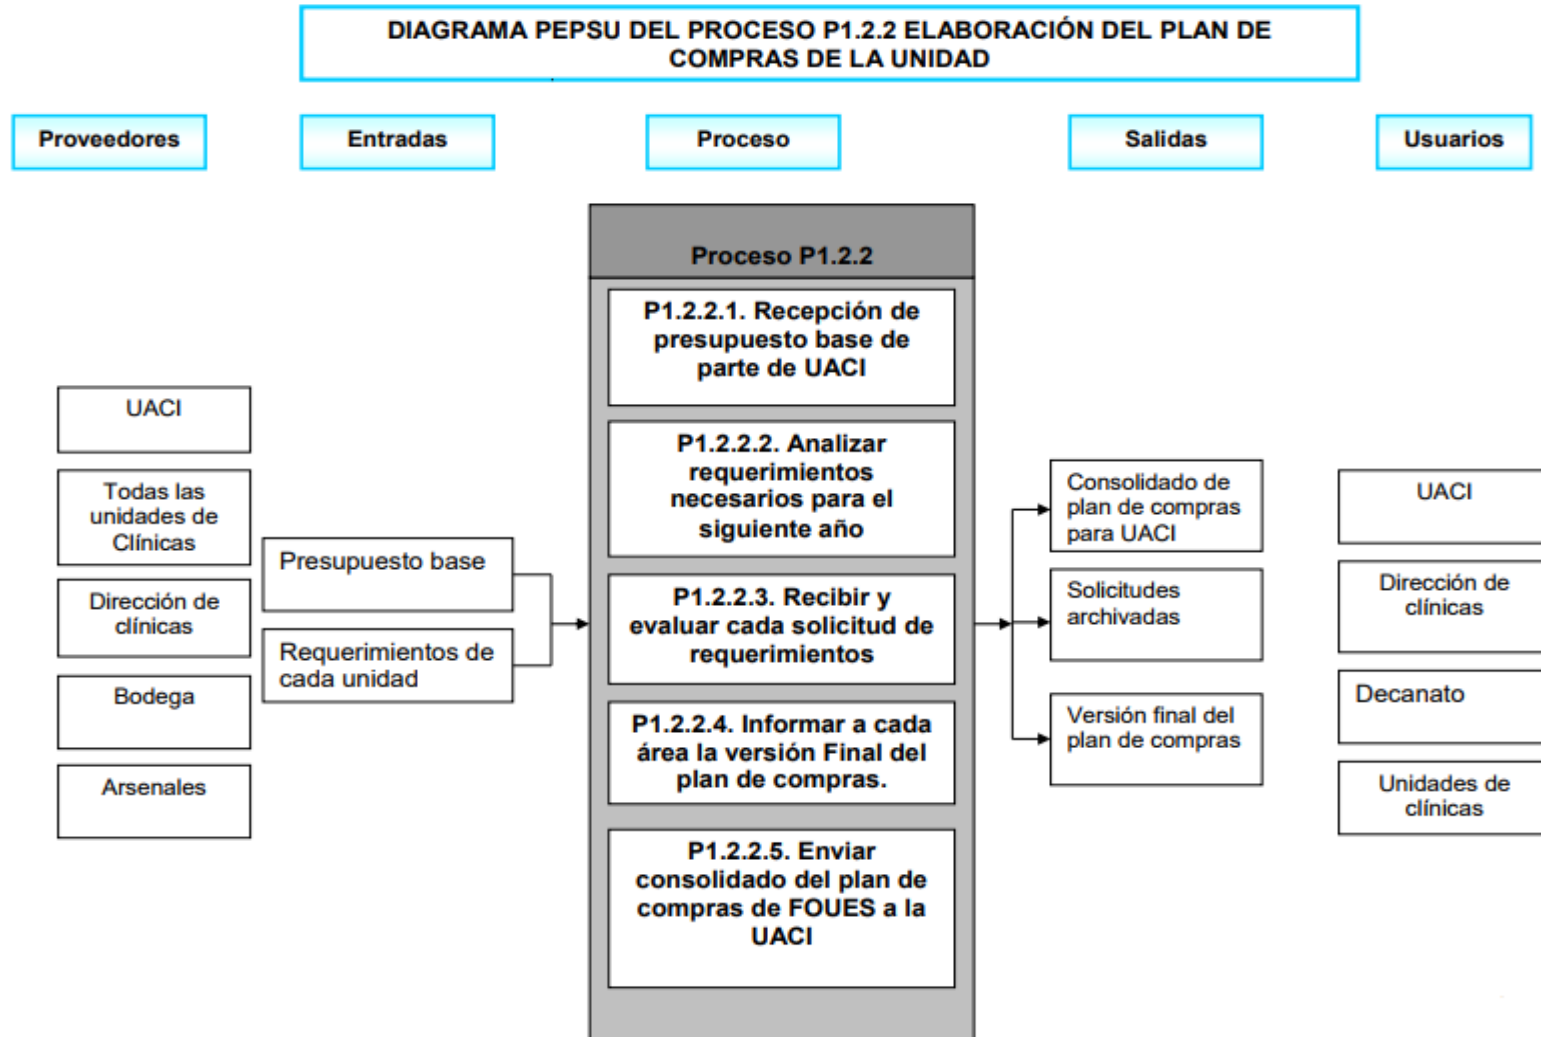 DIAGRAMA PEPSU DEL PROCESO P1.2.2 ELABORACIÓN DEL PLAN DE
COMPRAS DE LA UNIDAD
Proveedores
Entradas
Proceso
Salidas
Usuarios
UACI
Todas las
unidades de
Clínicas
Dirección de
clínicas
Bodega
Arsenales
Presupuesto base
Requerimientos de
cada unidad
Proceso P1.2.2
P1.2.2.1. Recepción de
presupuesto base de
parte de UACI
P1.2.2.2. Analizar
requerimientos
necesarios para el
siguiente año
P1.2.2.3. Recibir y
evaluar cada solicitud de
requerimientos
P1.2.2.4. Informar a cada
área la versión Final del
plan de compras.
P1.2.2.5. Enviar
consolidado del plan de
compras de FOUES a la
UACI
Consolidado de
plan de compras
para UACI
Solicitudes
archivadas
Versión final del
plan de compras
UACI
Dirección de
clínicas
Decanato
Unidades de
clínicas